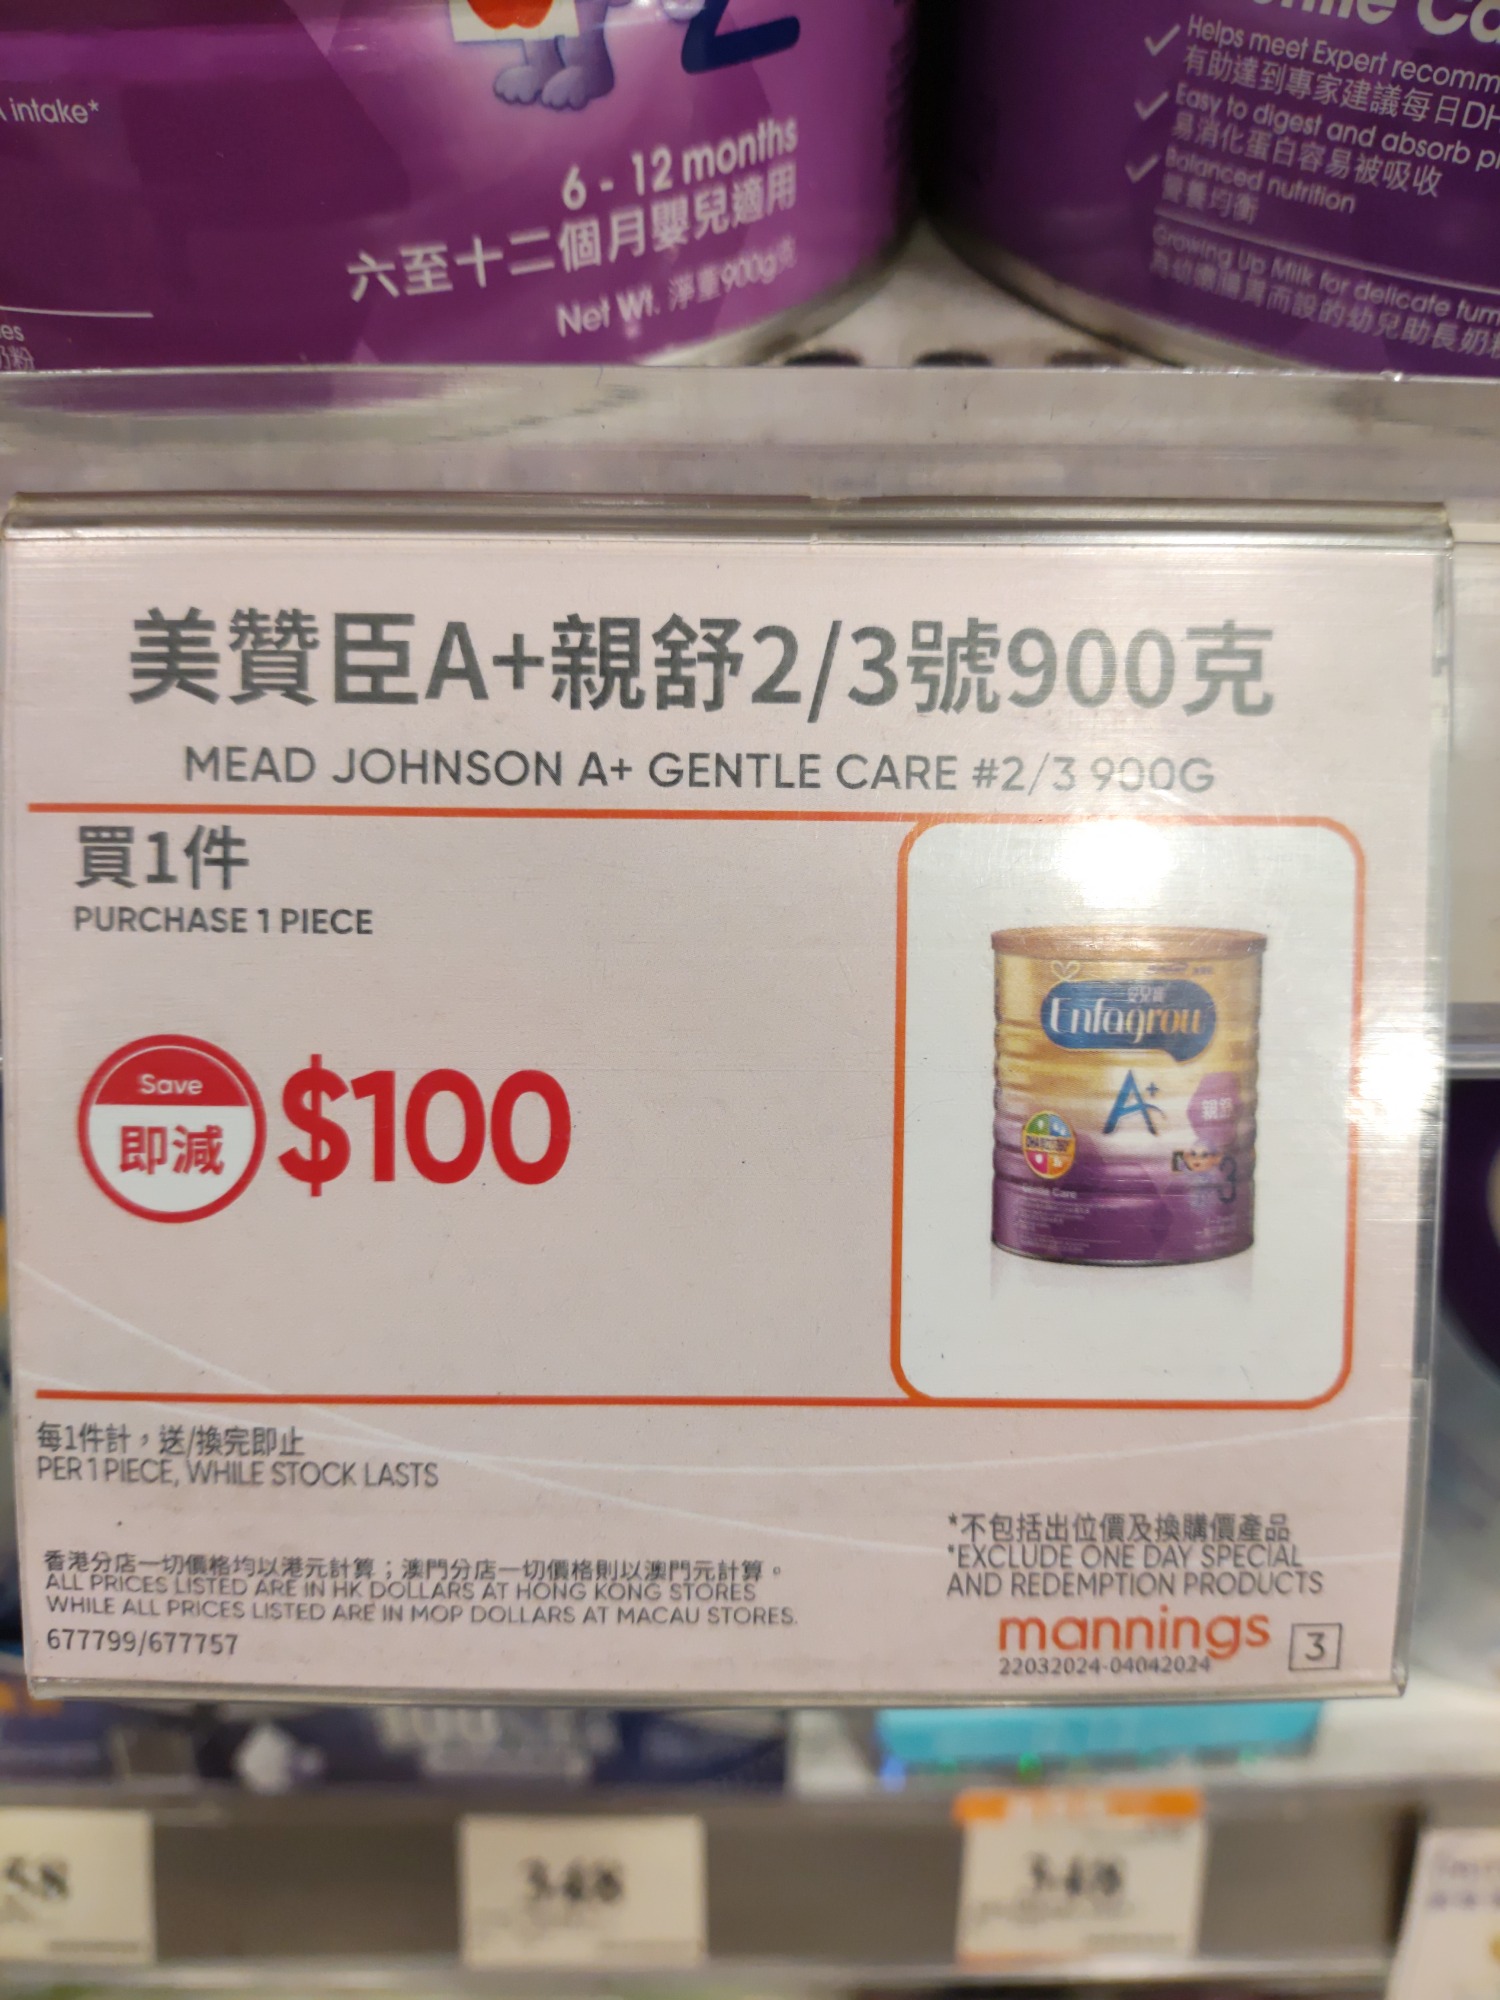 intake*
2
6 - 12 months
六至十二個月嬰兒適用
Net Wt. 淨重900g克
Helps meet Expert recomm
有助達到專家建議每日DH
Easy to digest and absorb p
易消化蛋白容易被吸收
Balanced nutrition
營養均衡
Growing Up Milk for delicate tum
美贊臣A+親舒2/3號900克
MEAD JOHNSON A+ GENTLE CARE #2/3 900G
買1件
PURCHASE 1 PIECE
Save
即減
$100
Enfagrow
A+
親舒
3
Gentle Care
每1件計，送/換完即止
PER 1 PIECE, WHILE STOCK LASTS
香港分店一切價格均以港元計算；澳門分店一切價格則以澳門元計算。
ALL PRICES LISTED ARE IN HK DOLLARS AT HONG KONG STORES
WHILE ALL PRICES LISTED ARE IN MOP DOLLARS AT MACAU STORES.
677799/677757
*不包括出位價及換購價產品
*EXCLUDE ONE DAY SPECIAL
AND REDEMPTION PRODUCTS
mannings
22032024-04042024
3
58
348
348